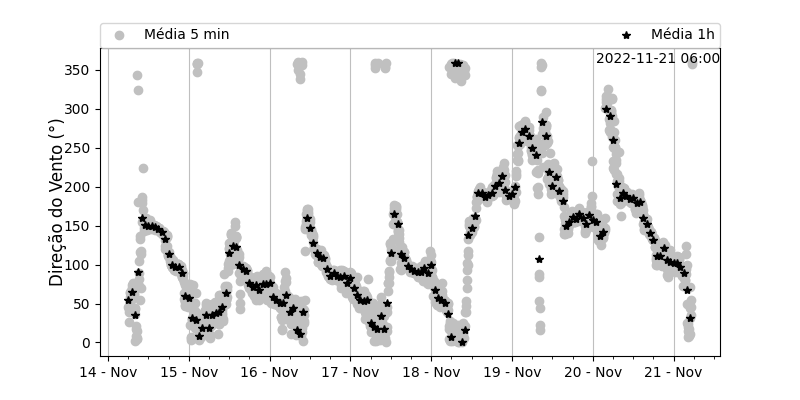 Média 5 min
Média 1h
2022-11-21 06:00
Direção do Vento (°)
350
300
250
200
150
100
50
0
14 - Nov
15 - Nov
16 - Nov
17 - Nov
18 - Nov
19 - Nov
20 - Nov
21 - Nov